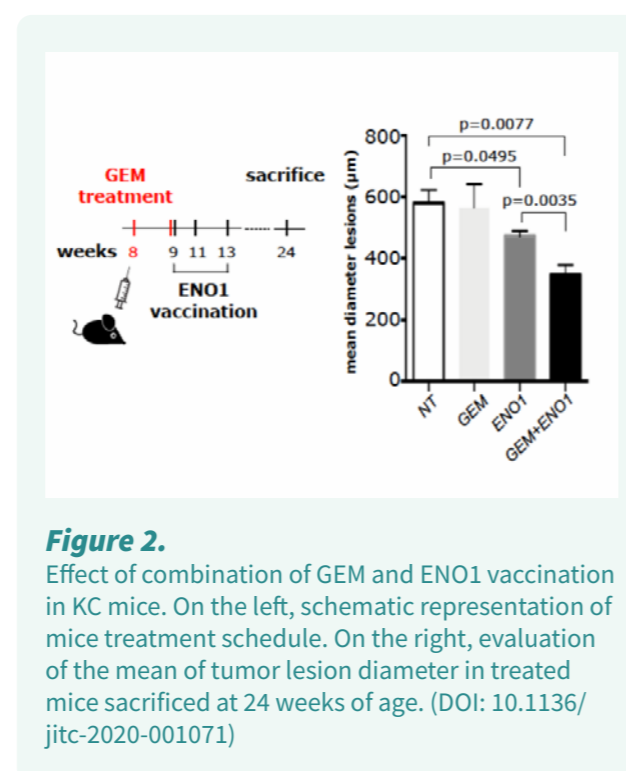 GEM
treatment
sacrifice
weeks 8 9 11 13 24
ENO1
vaccination
mean diameter lesions (µm)
800
600
400
200
0
p=0.0077
p=0.0495
p=0.0035
NT
GEM
ENO1
GEM+ENO1
Figure 2.
Effect of combination of GEM and ENO1 vaccination
in KC mice. On the left, schematic representation of
mice treatment schedule. On the right, evaluation
of the mean of tumor lesion diameter in treated
mice sacrificed at 24 weeks of age. (DOI: 10.1136/
jitc-2020-001071)